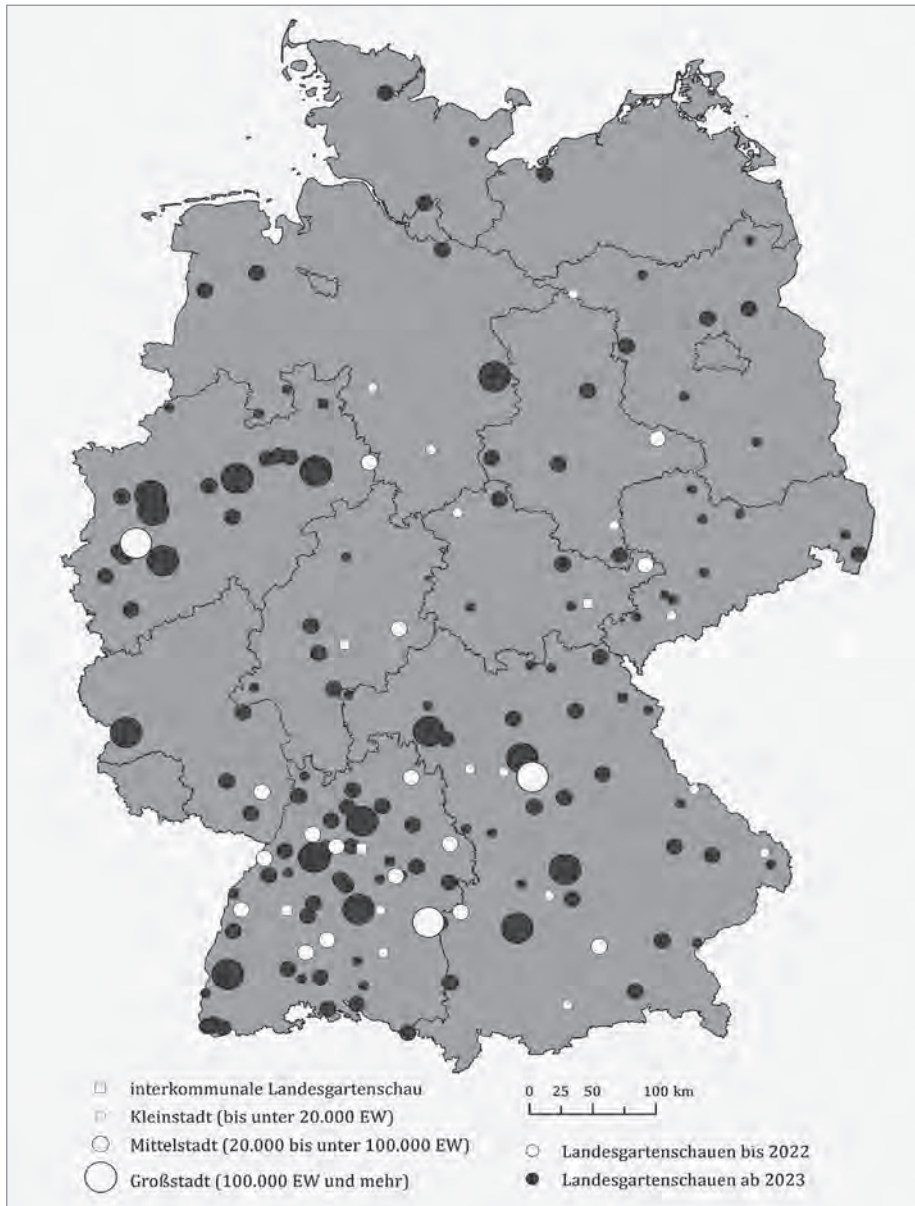 interkommunale Landesgartenschau
Kleinstadt (bis unter 20.000 EW)
Mittelstadt (20.000 bis unter 100.000 EW)
Großstadt (100.000 EW und mehr)
0 25 50 100 km
Landesgartenschauen bis 2022
Landesgartenschauen ab 2023